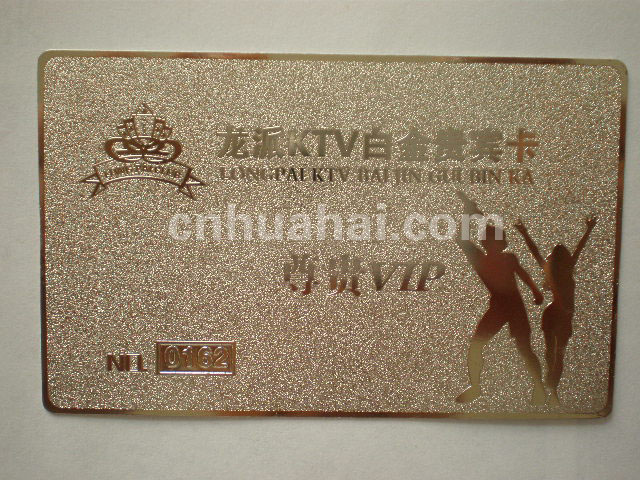 龙派KTV白金贵宾卡
LONGPAI KTV BAI JIN GUI BIN KA
cnhuahai.com
尊贵VIP
NFL 0162